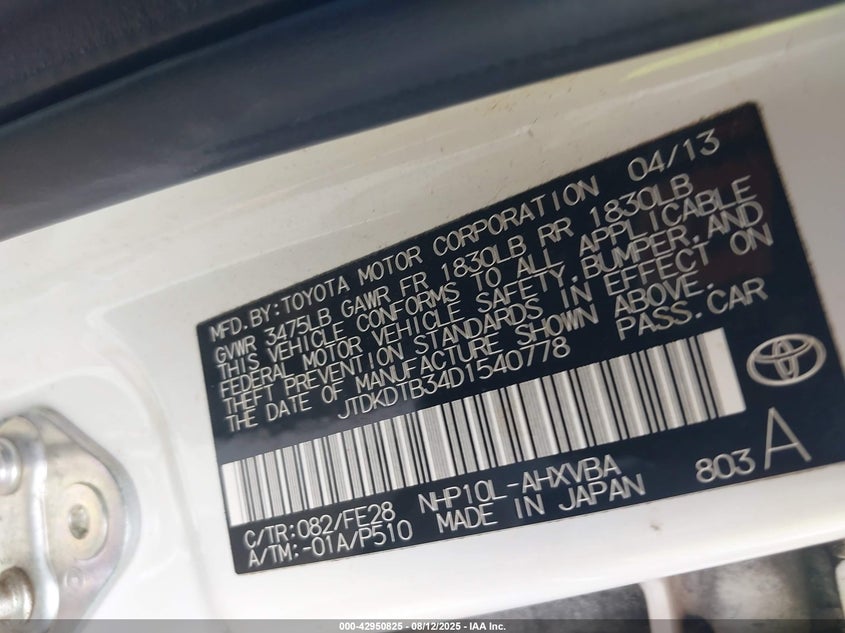 MFD.BY:TOYOTA MOTOR CORPORATION 04/13
GVWR 3475LB GAWR FR 1830LB RR 1830LB
THIS VEHICLE CONFORMS TO ALL APPLICABLE
FEDERAL MOTOR VEHICLE SAFETY,BUMPER,AND
THEFT PREVENTION STANDARDS IN EFFECT ON
THE DATE OF MANUFACTURE SHOWN ABOVE.
JTDKDTB34D1540778 PASS.CAR
C/TR:082/FE28 NHP10L-AHXVBA 803 A
A/TM:-01A/P510 MADE IN JAPAN
000-42950825 - 08/12/2025 - IAA Inc.